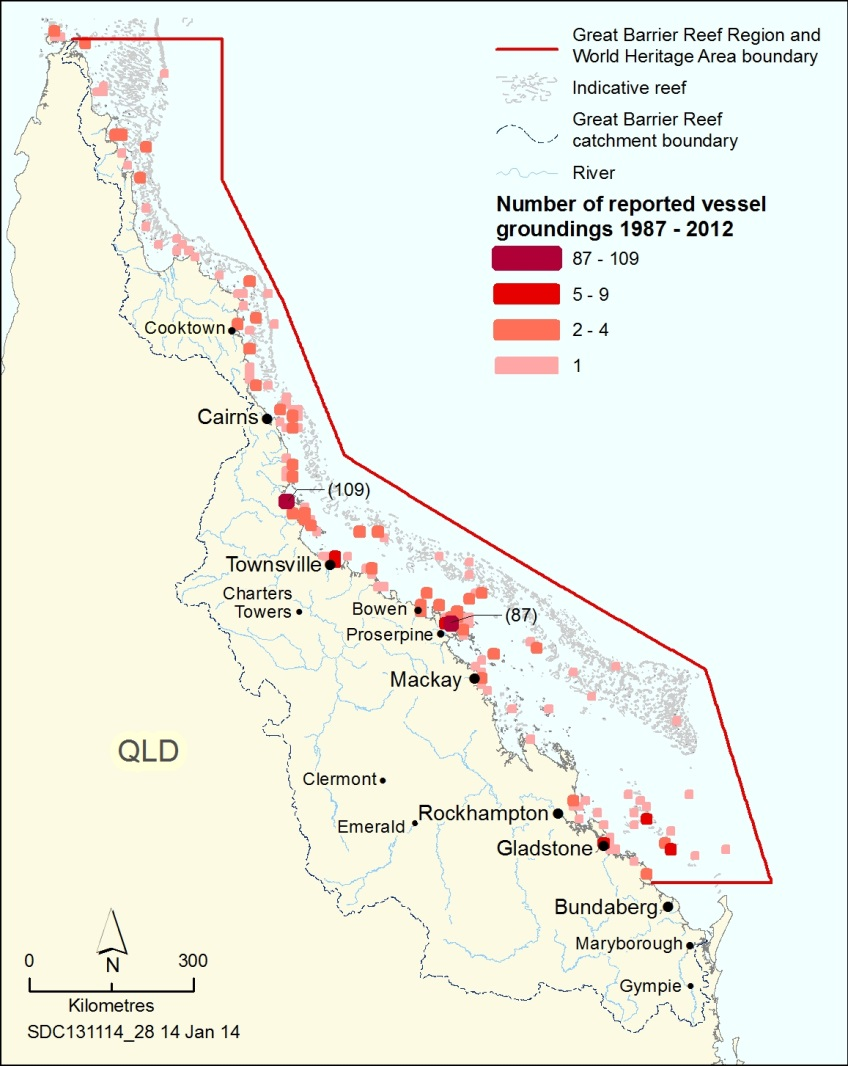 Great Barrier Reef Region and
World Heritage Area boundary
Indicative reef
Great Barrier Reef
catchment boundary
River
Number of reported vessel
groundings 1987 - 2012
87 - 109
5 - 9
2 - 4
1
Cooktown
Cairns
(109)
Townsville
Charters
Towers
Bowen
(87)
Proserpine
Mackay
QLD
Clermont
Rockhampton
Emerald
Gladstone
Bundaberg
Maryborough
Gympie
0 300
N
Kilometres
SDC131114_28 14 Jan 14